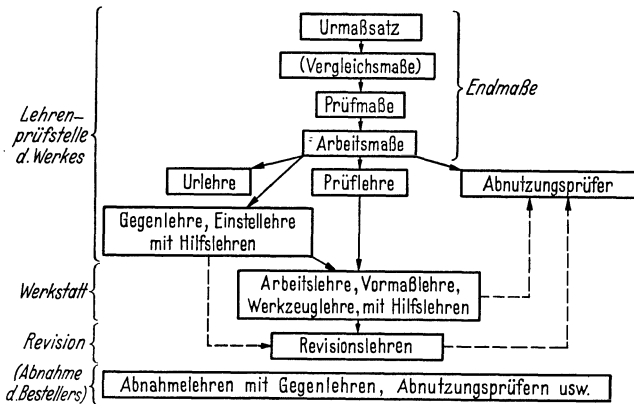 Urmaßsatz
(Vergleichsmaße)
Endmaße
Prüfmaße
Lehren-
prüfstelle
d. Werkes
Arbeitsmaße
Urlehre
Prüflehre
Abnutzungsprüfer
Gegenlehre, Einstellehre
mit Hilfslehren
Werkstatt
Arbeitslehre, Vormaßlehre,
Werkzeuglehre, mit Hilfslehren
Revision
Revisionslehren
(Abnahme
d. Bestellers)
Abnahmelehren mit Gegenlehren, Abnutzungsprüfern usw.